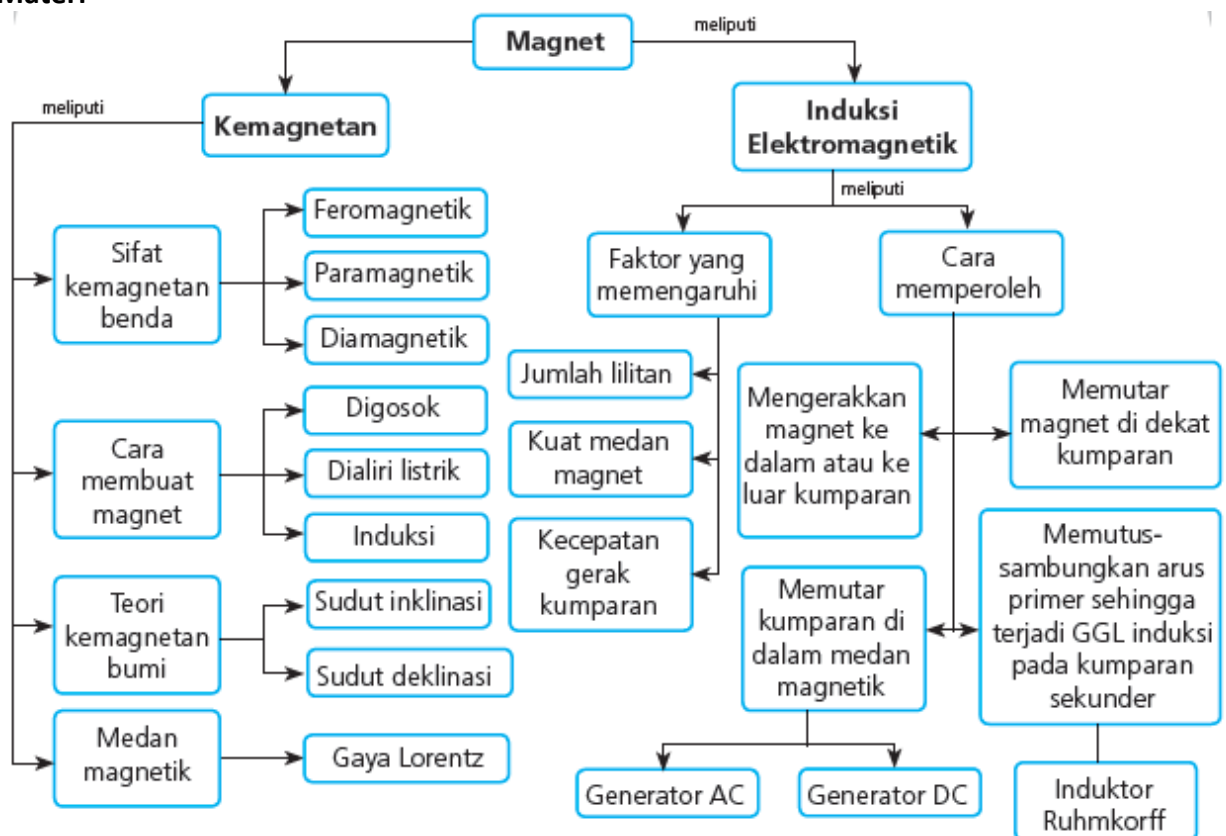 Materi
Magnet
meliputi
meliputi
Kemagnetan
Sifat
kemagnetan
benda
Feromagnetik
Paramagnetik
Diamagnetik
Cara
membuat
magnet
Digosok
Dialiri listrik
Induksi
Teori
kemagnetan
bumi
Sudut inklinasi
Sudut deklinasi
Medan
magnetik
Gaya Lorentz
Induksi
Elektromagnetik
meliputi
Faktor yang
memengaruhi
Jumlah lilitan
Kuat medan
magnet
Kecepatan
gerak
kumparan
Cara
memperoleh
Mengerakkan
magnet ke
dalam atau ke
luar kumparan
Memutar
magnet di dekat
kumparan
Memutar
kumparan di
dalam medan
magnetik
Memutus-
sambungkan arus
primer sehingga
terjadi GGL induksi
pada kumparan
sekunder
Generator AC
Generator DC
Induktor
Ruhmkorff